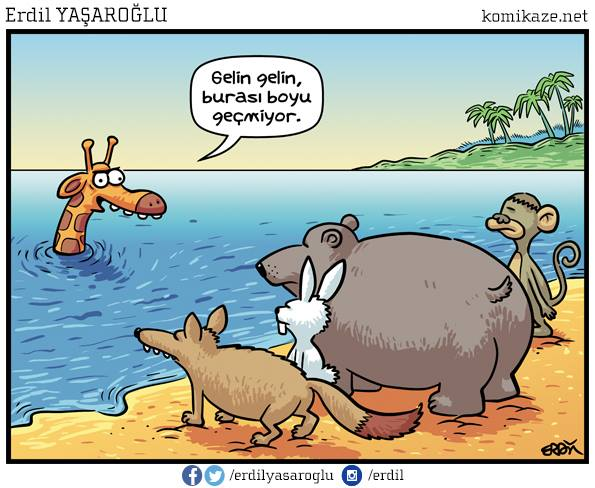 Erdil YAŞAROĞLU
komikaze.net
Gelin gelin,
burası boyu
geçmiyor.
ERDİL
/erdilyasaroglu /erdil